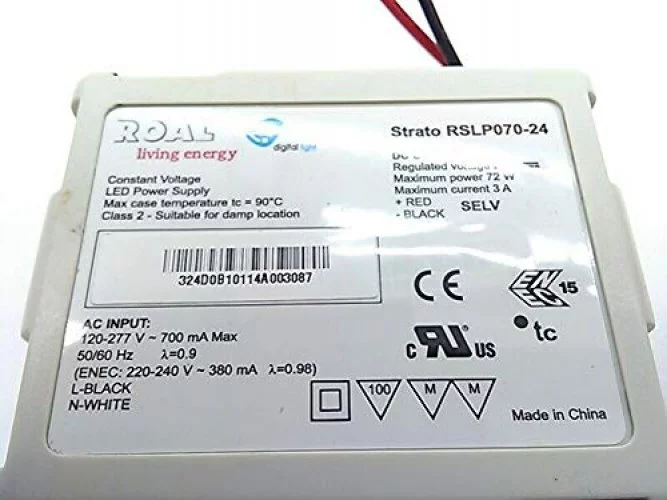 ROAL
living energy
digital light
Strato RSLP070-24
Constant Voltage
LED Power Supply
Max case temperature tc = 90°C
Class 2 - Suitable for damp location
Regulated
Maximum power 72 W
Maximum current 3 A
+ RED
- BLACK SELV
324D0B10114A003087
CE
ENEC 15
tc
c RU US
AC INPUT:
120-277 V ~ 700 mA Max
50/60 Hz λ=0.9
(ENEC: 220-240 V ~ 380 mA λ=0.98)
L-BLACK
N-WHITE
100 M M
Made in China